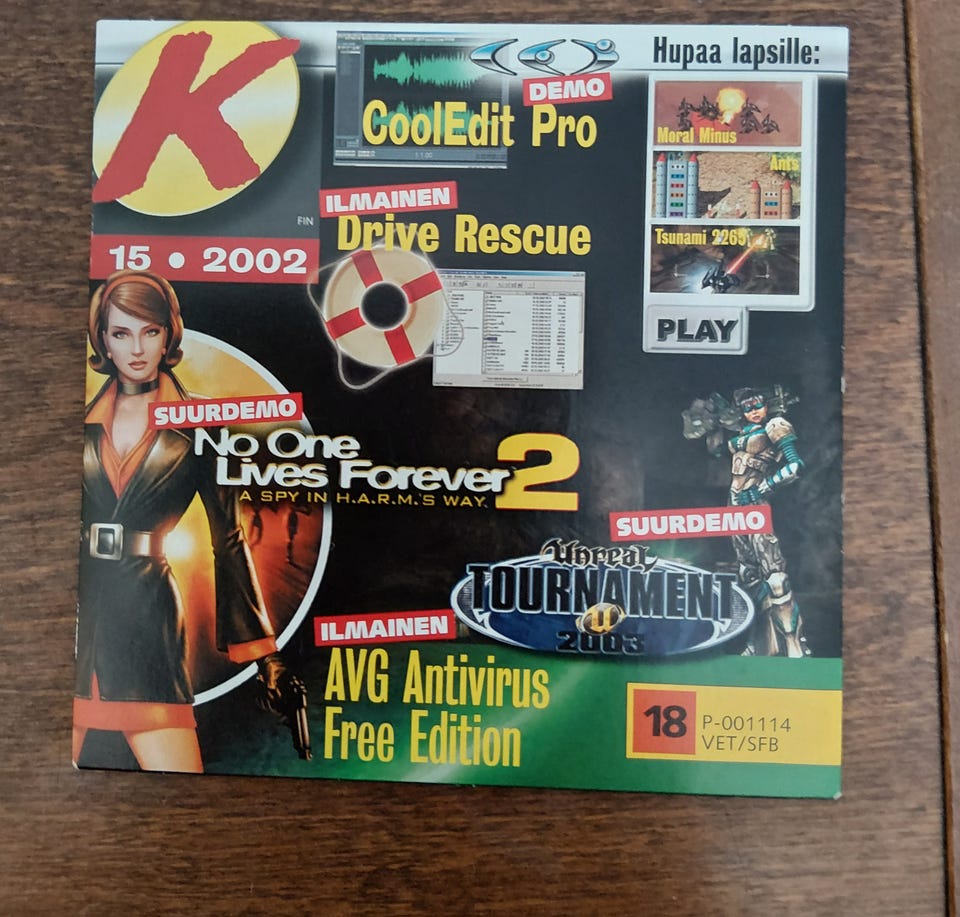 K
FIN
15 • 2002
DEMO
CoolEdit Pro
Hupaa lapsille:
Moral Minus
Ants
Tsunami 2265
PLAY
ILMAINEN
Drive Rescue
SUURDEMO
No One
Lives Forever 2
A SPY IN H.A.R.M.'S WAY
SUURDEMO
Unreal
TOURNAMENT
2003
ILMAINEN
AVG Antivirus
Free Edition
18
P-001114
VET/SFB